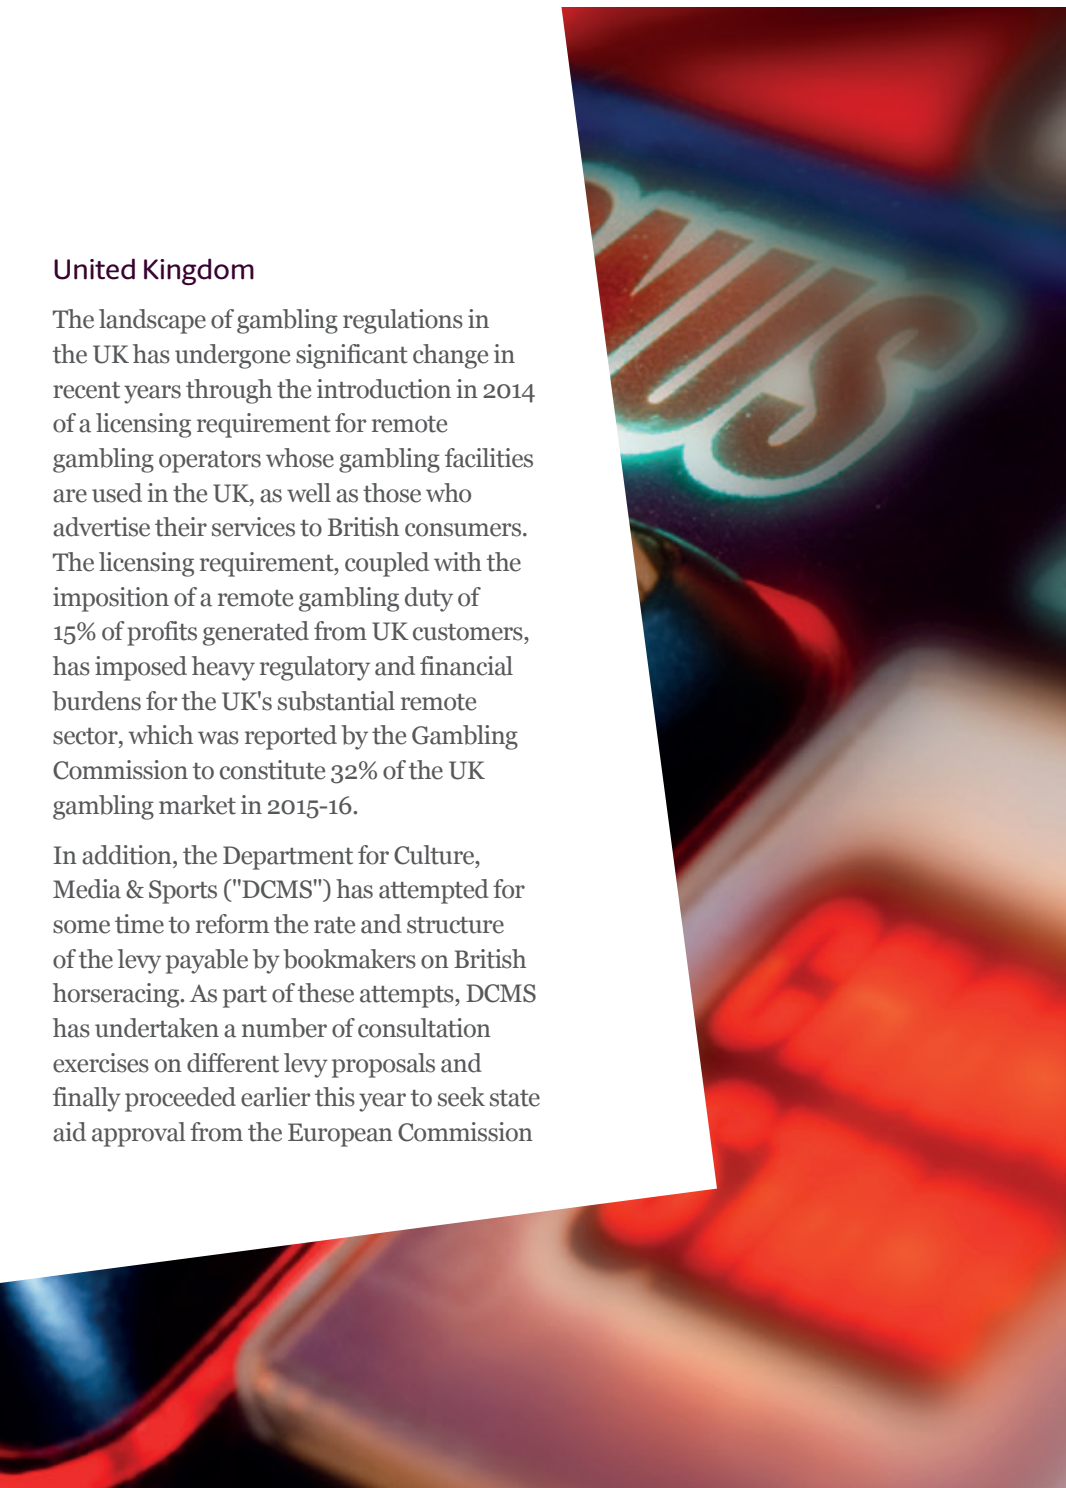 United Kingdom
The landscape of gambling regulations in
the UK has undergone significant change in
recent years through the introduction in 2014
of a licensing requirement for remote
gambling operators whose gambling facilities
are used in the UK, as well as those who
advertise their services to British consumers.
The licensing requirement, coupled with the
imposition of a remote gambling duty of
15% of profits generated from UK customers,
has imposed heavy regulatory and financial
burdens for the UK's substantial remote
sector, which was reported by the Gambling
Commission to constitute 32% of the UK
gambling market in 2015-16.
In addition, the Department for Culture,
Media & Sports ("DCMS") has attempted for
some time to reform the rate and structure
of the levy payable by bookmakers on British
horseracing. As part of these attempts, DCMS
has undertaken a number of consultation
exercises on different levy proposals and
finally proceeded earlier this year to seek state
aid approval from the European Commission